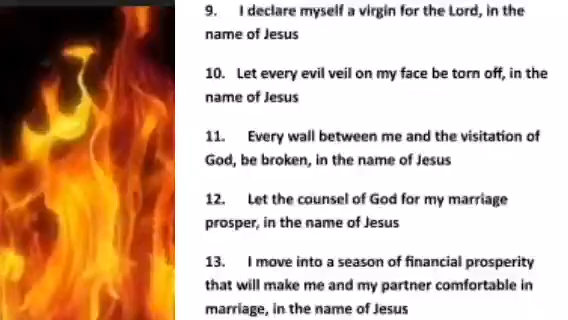 9. I declare myself a virgin for the Lord, in the
name of Jesus
10. Let every evil veil on my face be torn off, in the
name of Jesus
11. Every wall between me and the visitation of
God, be broken, in the name of Jesus
12. Let the counsel of God for my marriage
prosper, in the name of Jesus
13. I move into a season of financial prosperity
that will make me and my partner comfortable in
marriage, in the name of Jesus